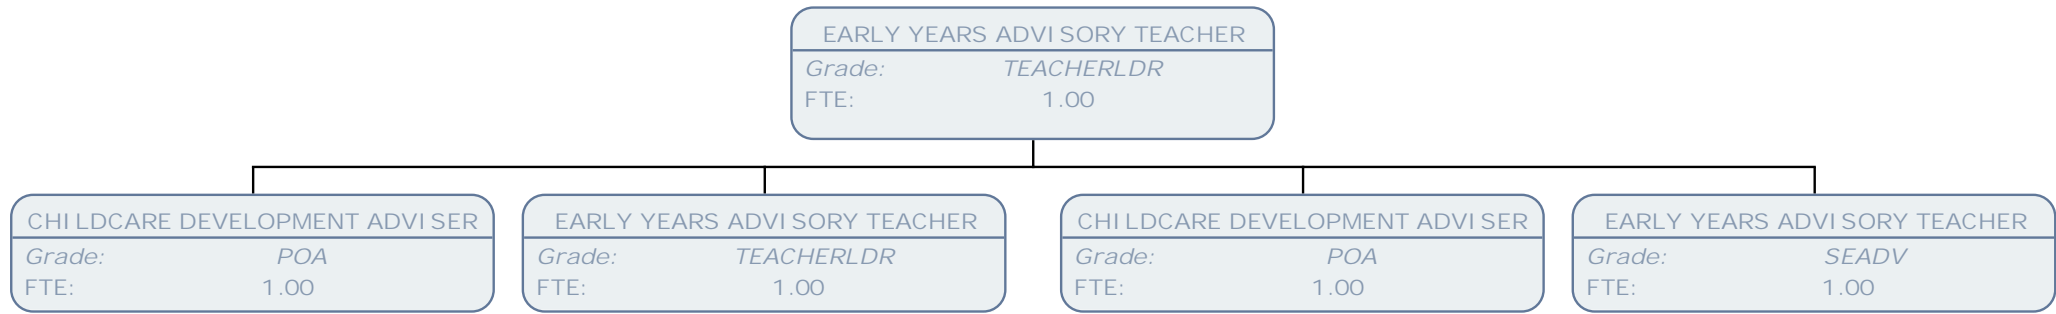 EARLY YEARS ADVISORY TEACHER
Grade: TEACHERLDR
FTE: 1.00
CHILDCARE DEVELOPMENT ADVISER
Grade: POA
FTE: 1.00
EARLY YEARS ADVISORY TEACHER
Grade: TEACHERLDR
FTE: 1.00
CHILDCARE DEVELOPMENT ADVISER
Grade: POA
FTE: 1.00
EARLY YEARS ADVISORY TEACHER
Grade: SEADV
FTE: 1.00